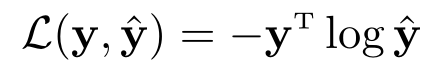 ℒ(𝐲, 𝐲̂) = −𝐲ᵀ log 𝐲̂